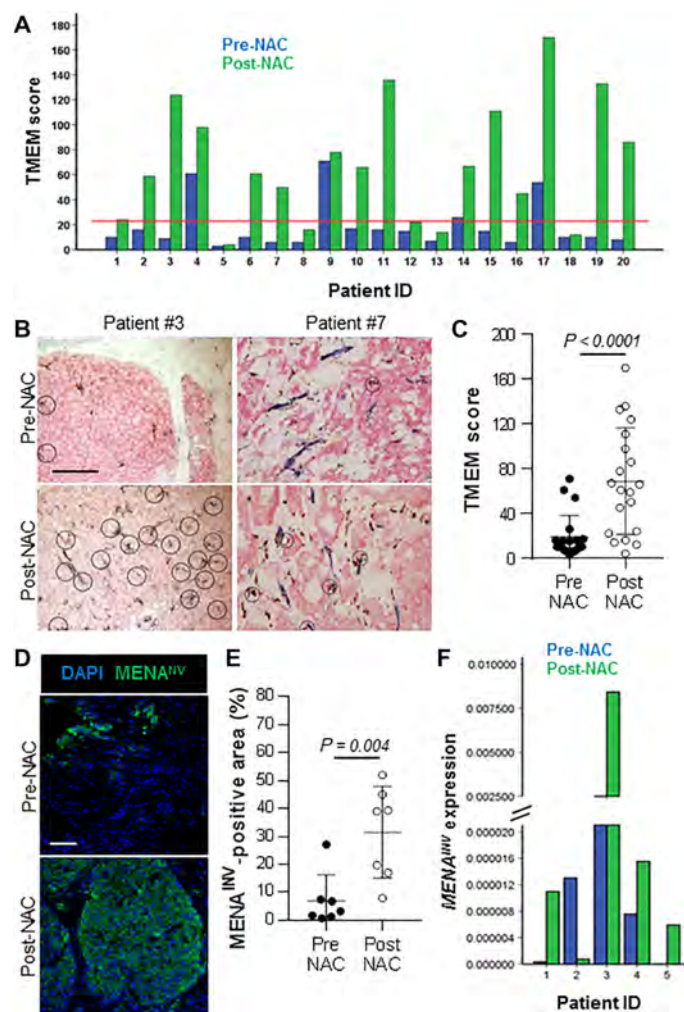 A
Pre-NAC
Post-NAC
TMEM score
180
160
140
120
100
80
60
40
20
0
1 2 3 4 5 6 7 8 9 10 11 12 13 14 15 16 17 18 19 20
Patient ID
B
Patient #3 Patient #7
Pre-NAC
Post-NAC
C
P < 0.0001
TMEM score
200
160
120
80
40
0
Pre NAC
Post NAC
D
DAPI MENA^INV
Pre-NAC
Post-NAC
E
MENA^INV-positive area (%)
80
70
60
50
40
30
20
10
0
P = 0.004
Pre NAC
Post NAC
F
Pre-NAC
Post-NAC
MENA^INV expression
0.010000
0.007500
0.005000
0.002500
0.000020
0.000016
0.000012
0.000008
0.000004
0.000000
1 2 3 4 5
Patient ID